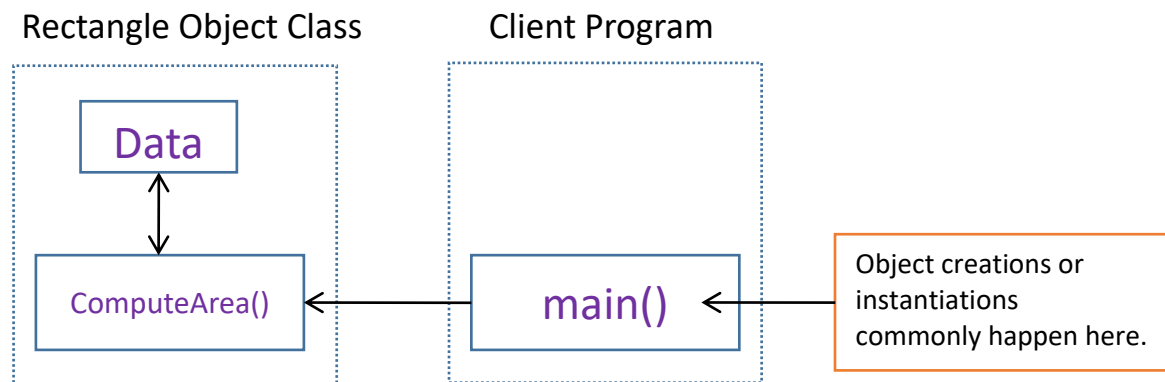 Rectangle Object Class
Client Program
Data
ComputeArea()
main()
Object creations or
instantiations
commonly happen here.